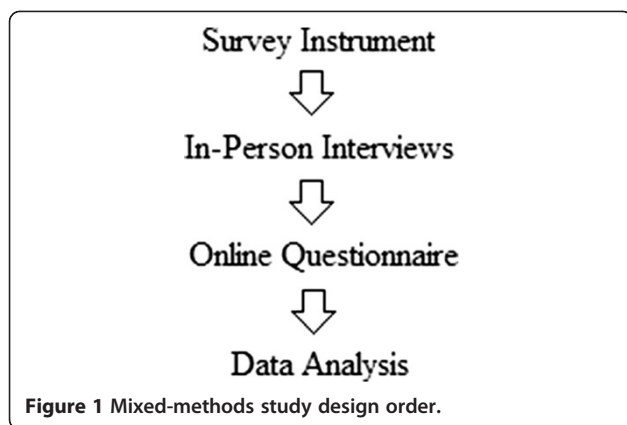 Survey Instrument
In-Person Interviews
Online Questionnaire
Data Analysis
Figure 1 Mixed-methods study design order.